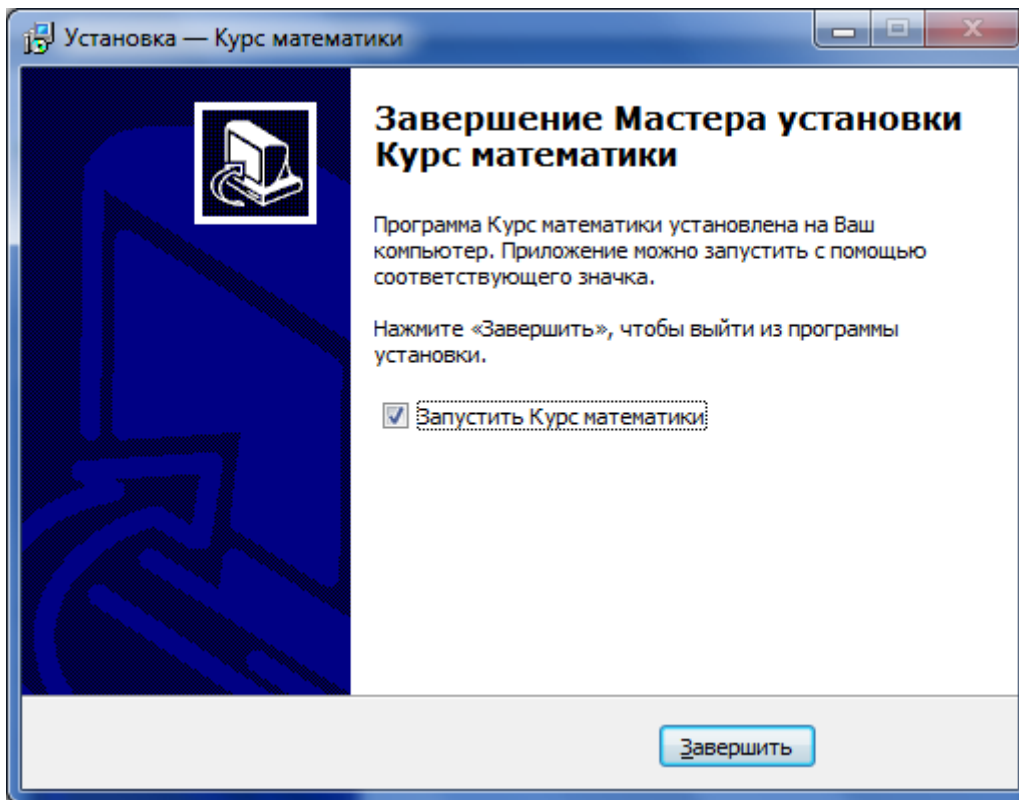 Установка — Курс математики
Завершение Мастера установки
Курс математики
Программа Курс математики установлена на Ваш
компьютер. Приложение можно запустить с помощью
соответствующего значка.
Нажмите «Завершить», чтобы выйти из программы
установки.
Запустить Курс математики
Завершить